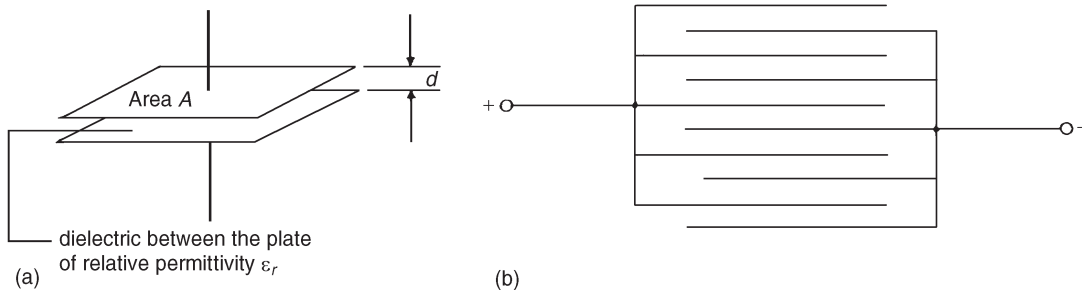 Area A
d
dielectric between the plate
of relative permittivity εr
(a)
+
-
(b)